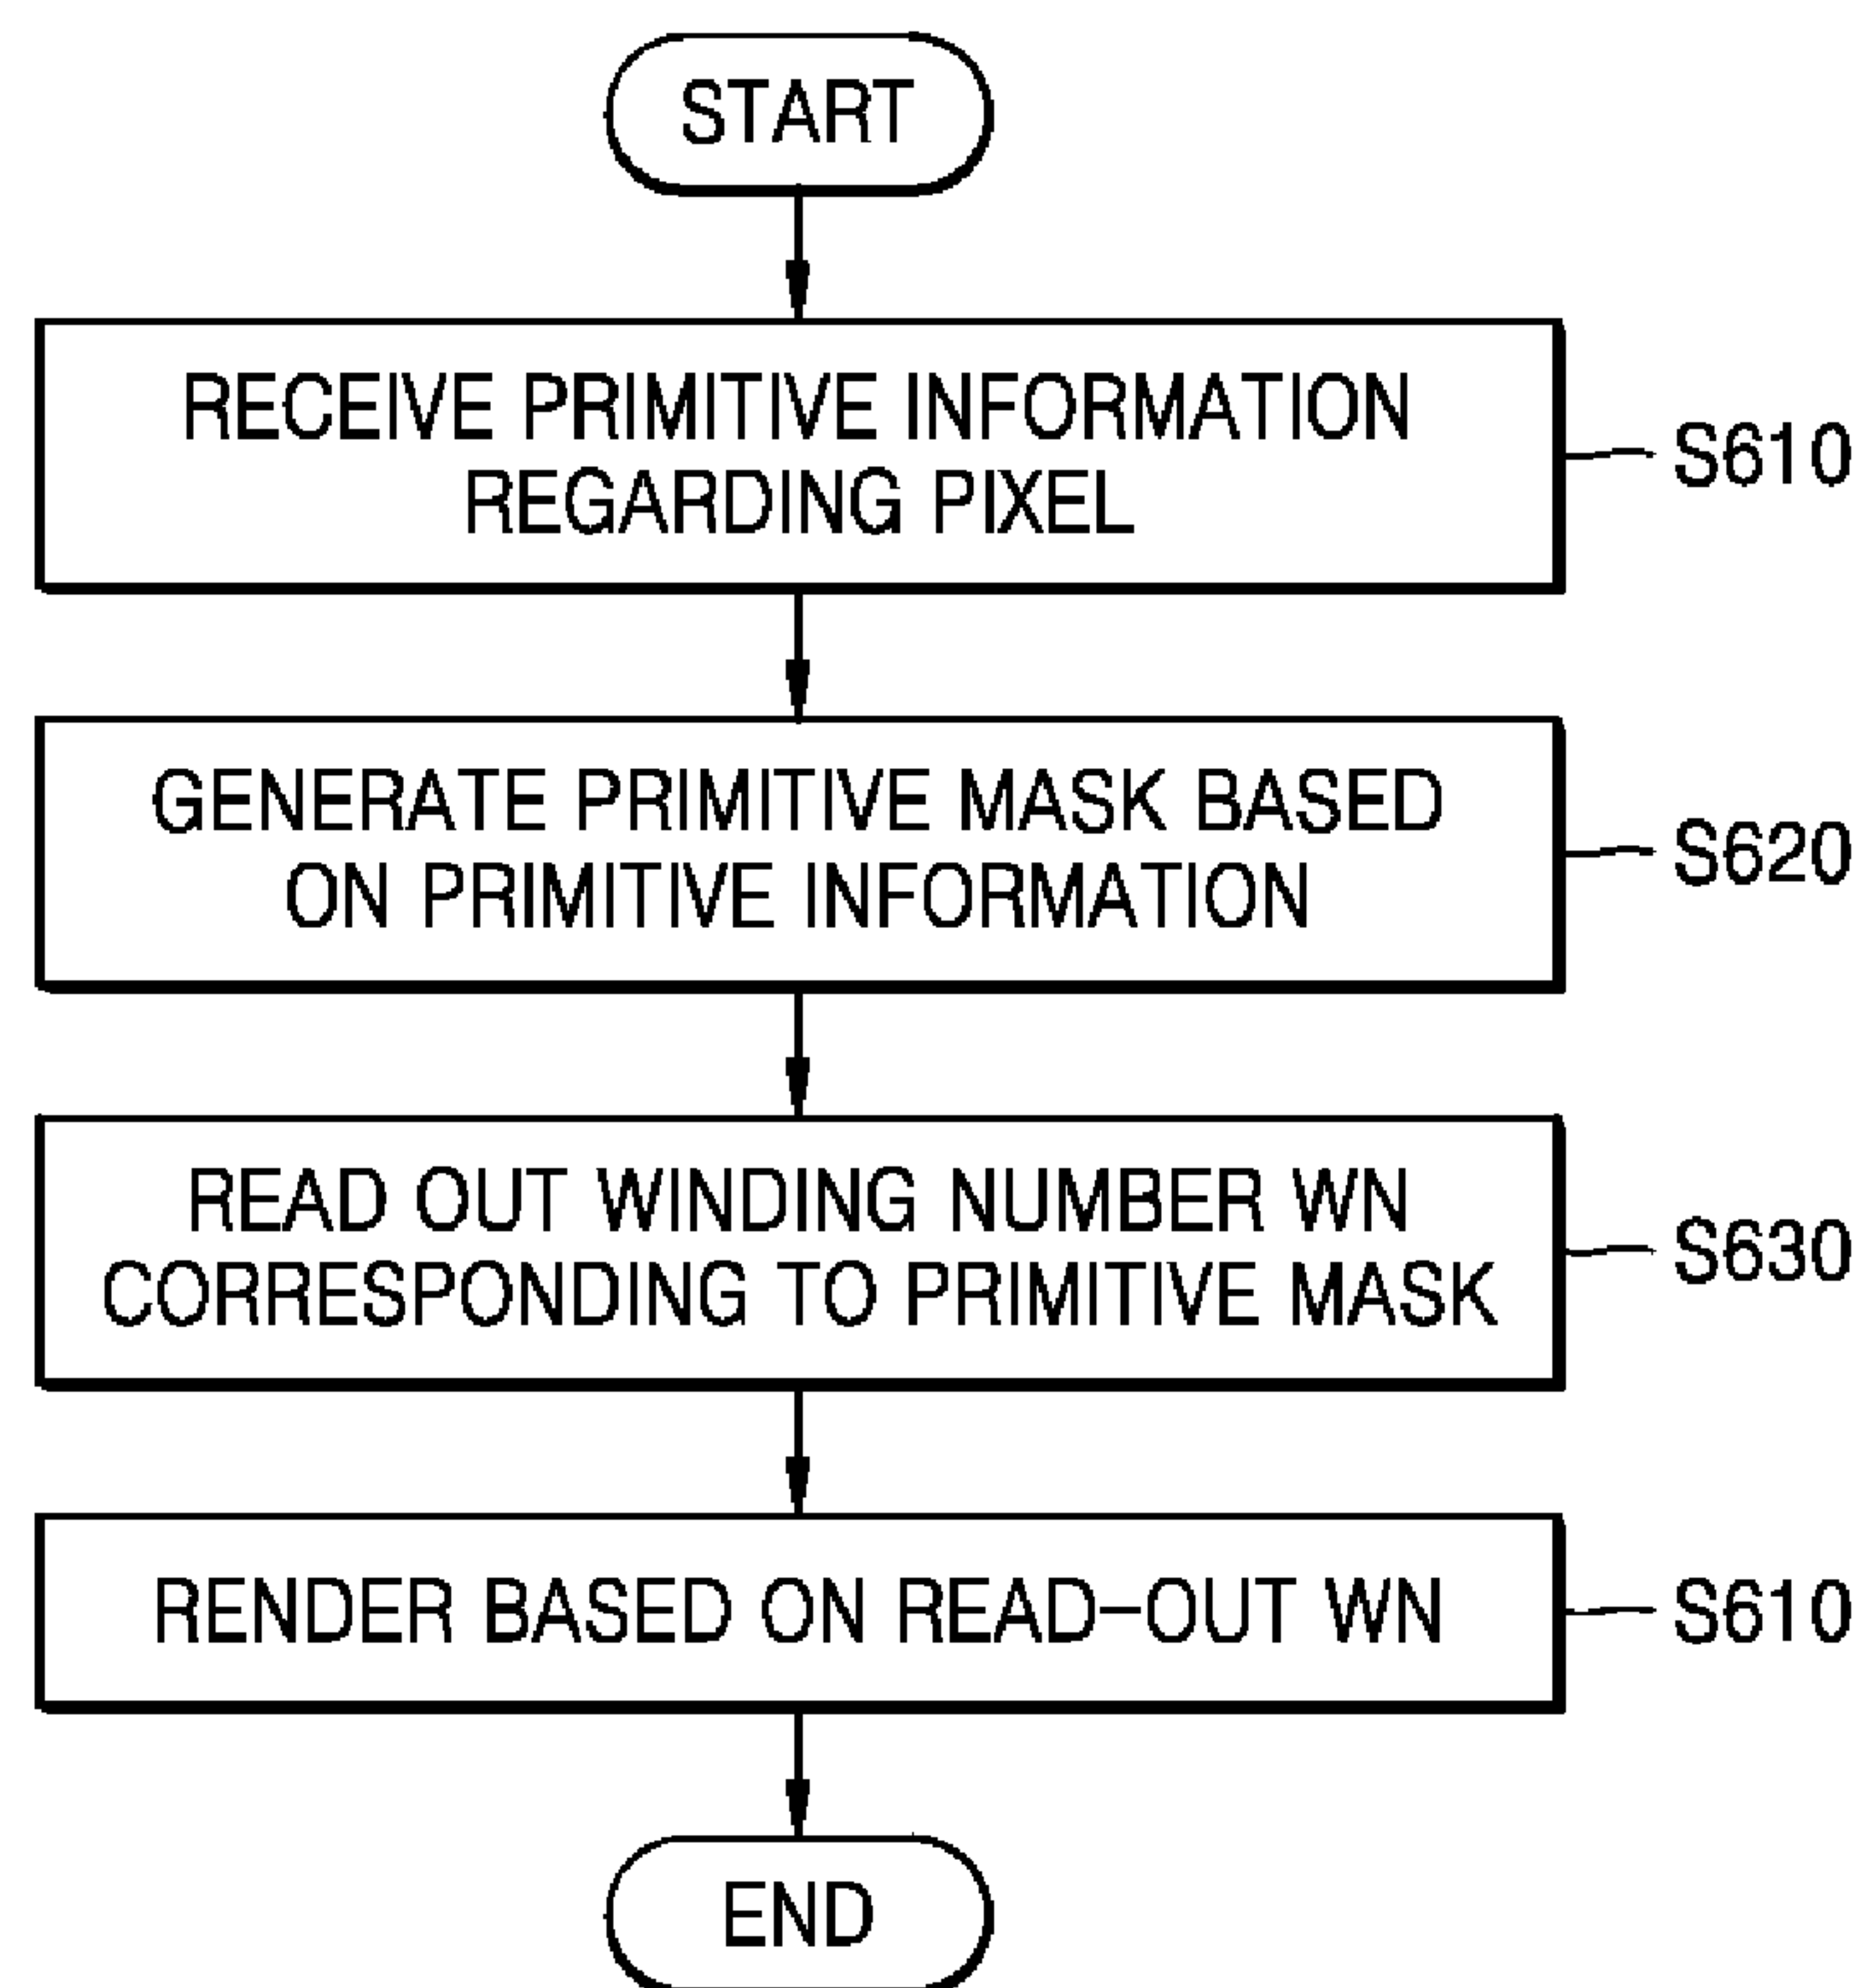 START
RECEIVE PRIMITIVE INFORMATION
REGARDING PIXEL
S610
GENERATE PRIMITIVE MASK BASED
ON PRIMITIVE INFORMATION
S620
READ OUT WINDING NUMBER WN
CORRESPONDING TO PRIMITIVE MASK
S630
RENDER BASED ON READ-OUT WN
S610
END